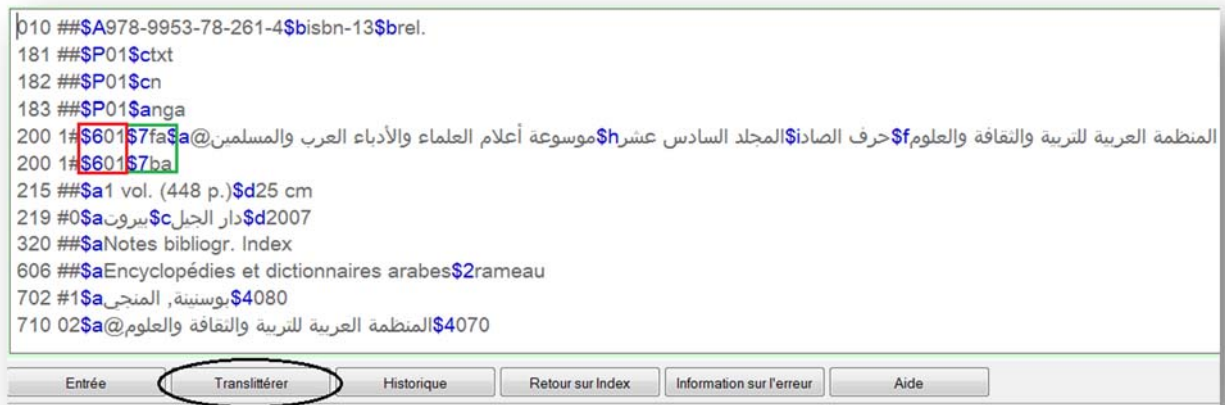 010 ##$A978-9953-78-261-4$bisbn-13$brel.
181 ##$P01$ctxt
182 ##$P01$cn
183 ##$P01$anga
200 1#$601$7fa$a@موسوعة أعلام العلماء والأدباء العرب والمسلمين$hالمجلد السادس عشر$iحرف الصاد$fالمنظمة العربية للتربية والثقافة والعلوم
200 1#$601$7ba
215 ##$a1 vol. (448 p.)$d25 cm
219 #0$aبيروت$cدار الجيل$d2007
320 ##$aNotes bibliogr. Index
606 ##$aEncyclopédies et dictionnaires arabes$2rameau
702 #1$aبوسنينة, المنجي$4080
710 02$a@المنظمة العربية للتربية والثقافة والعلوم$4070
Entrée Translittérer Historique Retour sur Index Information sur l'erreur Aide